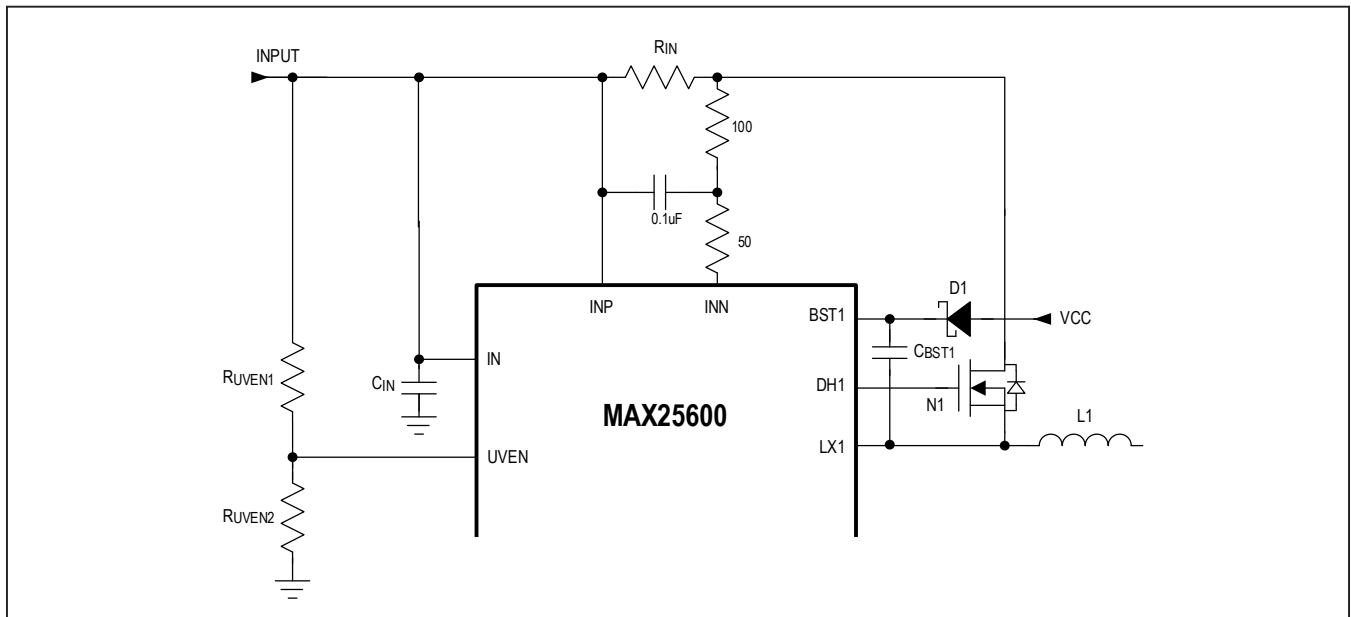 INPUT
RIN
100
0.1uF
50
INP
INN
D1
BST1
VCC
CBST1
IN
RUVEN1
CIN
DH1
N1
MAX25600
L1
LX1
UVEN
RUVEN2